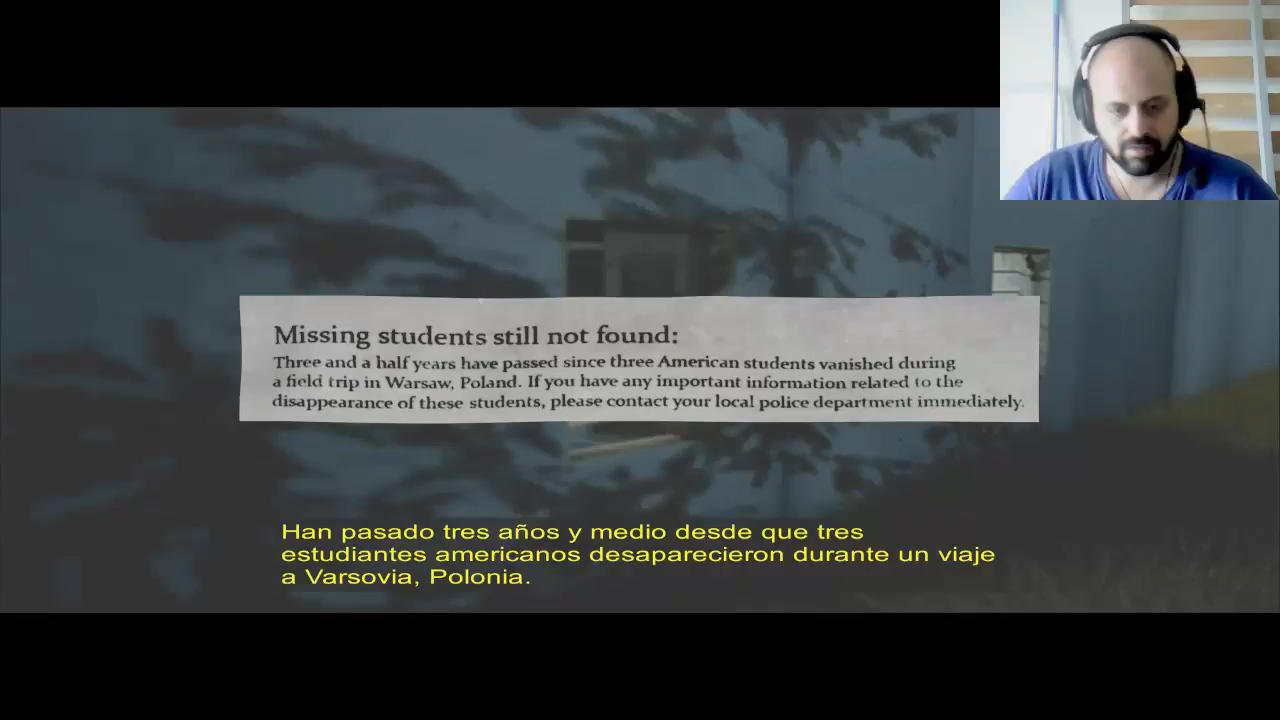 Missing students still not found:
Three and a half years have passed since three American students vanished during
a field trip in Warsaw, Poland. If you have any important information related to the
disappearance of these students, please contact your local police department immediately.
Han pasado tres años y medio desde que tres
estudiantes americanos desaparecieron durante un viaje
a Varsovia, Polonia.